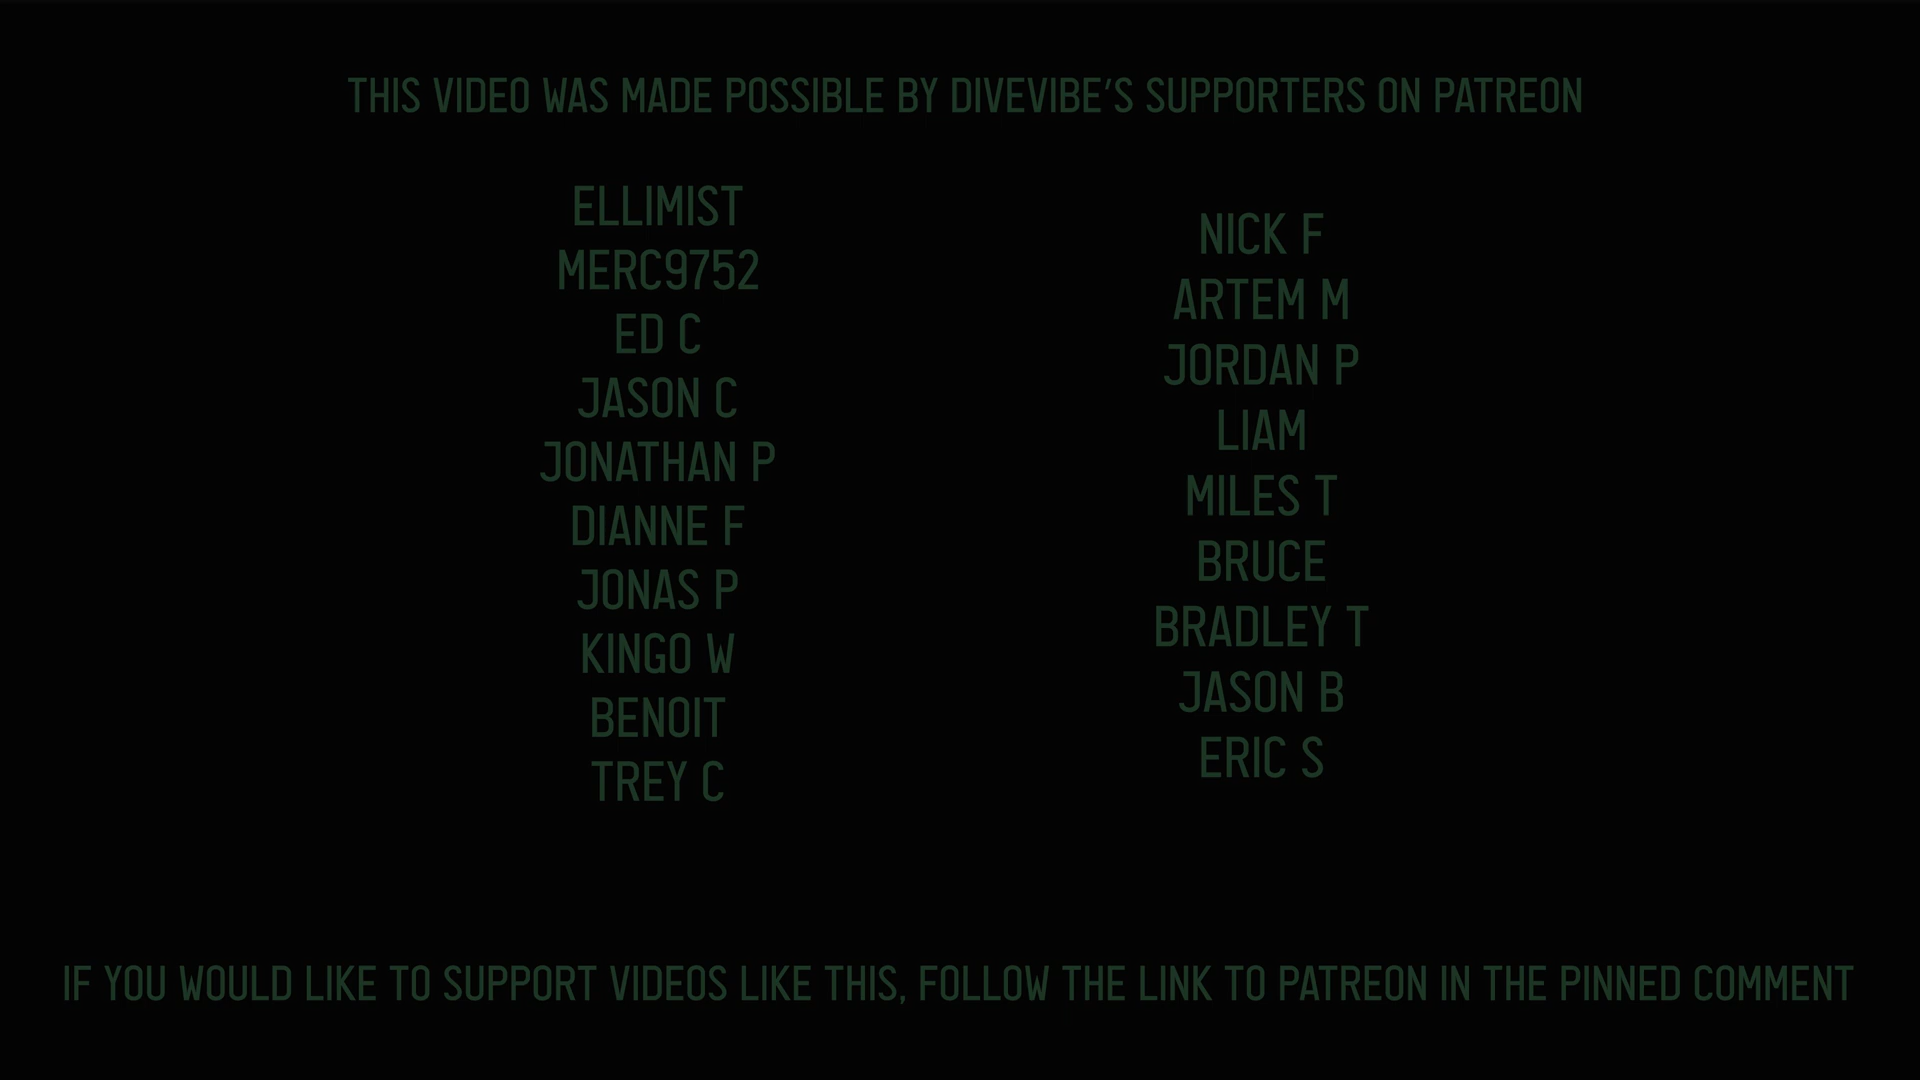 THIS VIDEO WAS MADE POSSIBLE BY DIVEVIBE'S SUPPORTERS ON PATREON
ELLIMIST
MERC9752
ED C
JASON C
JONATHAN P
DIANNE F
JONAS P
KINGO W
BENOIT
TREY C
NICK F
ARTEM M
JORDAN P
LIAM
MILES T
BRUCE
BRADLEY T
JASON B
ERIC S
IF YOU WOULD LIKE TO SUPPORT VIDEOS LIKE THIS, FOLLOW THE LINK TO PATREON IN THE PINNED COMMENT